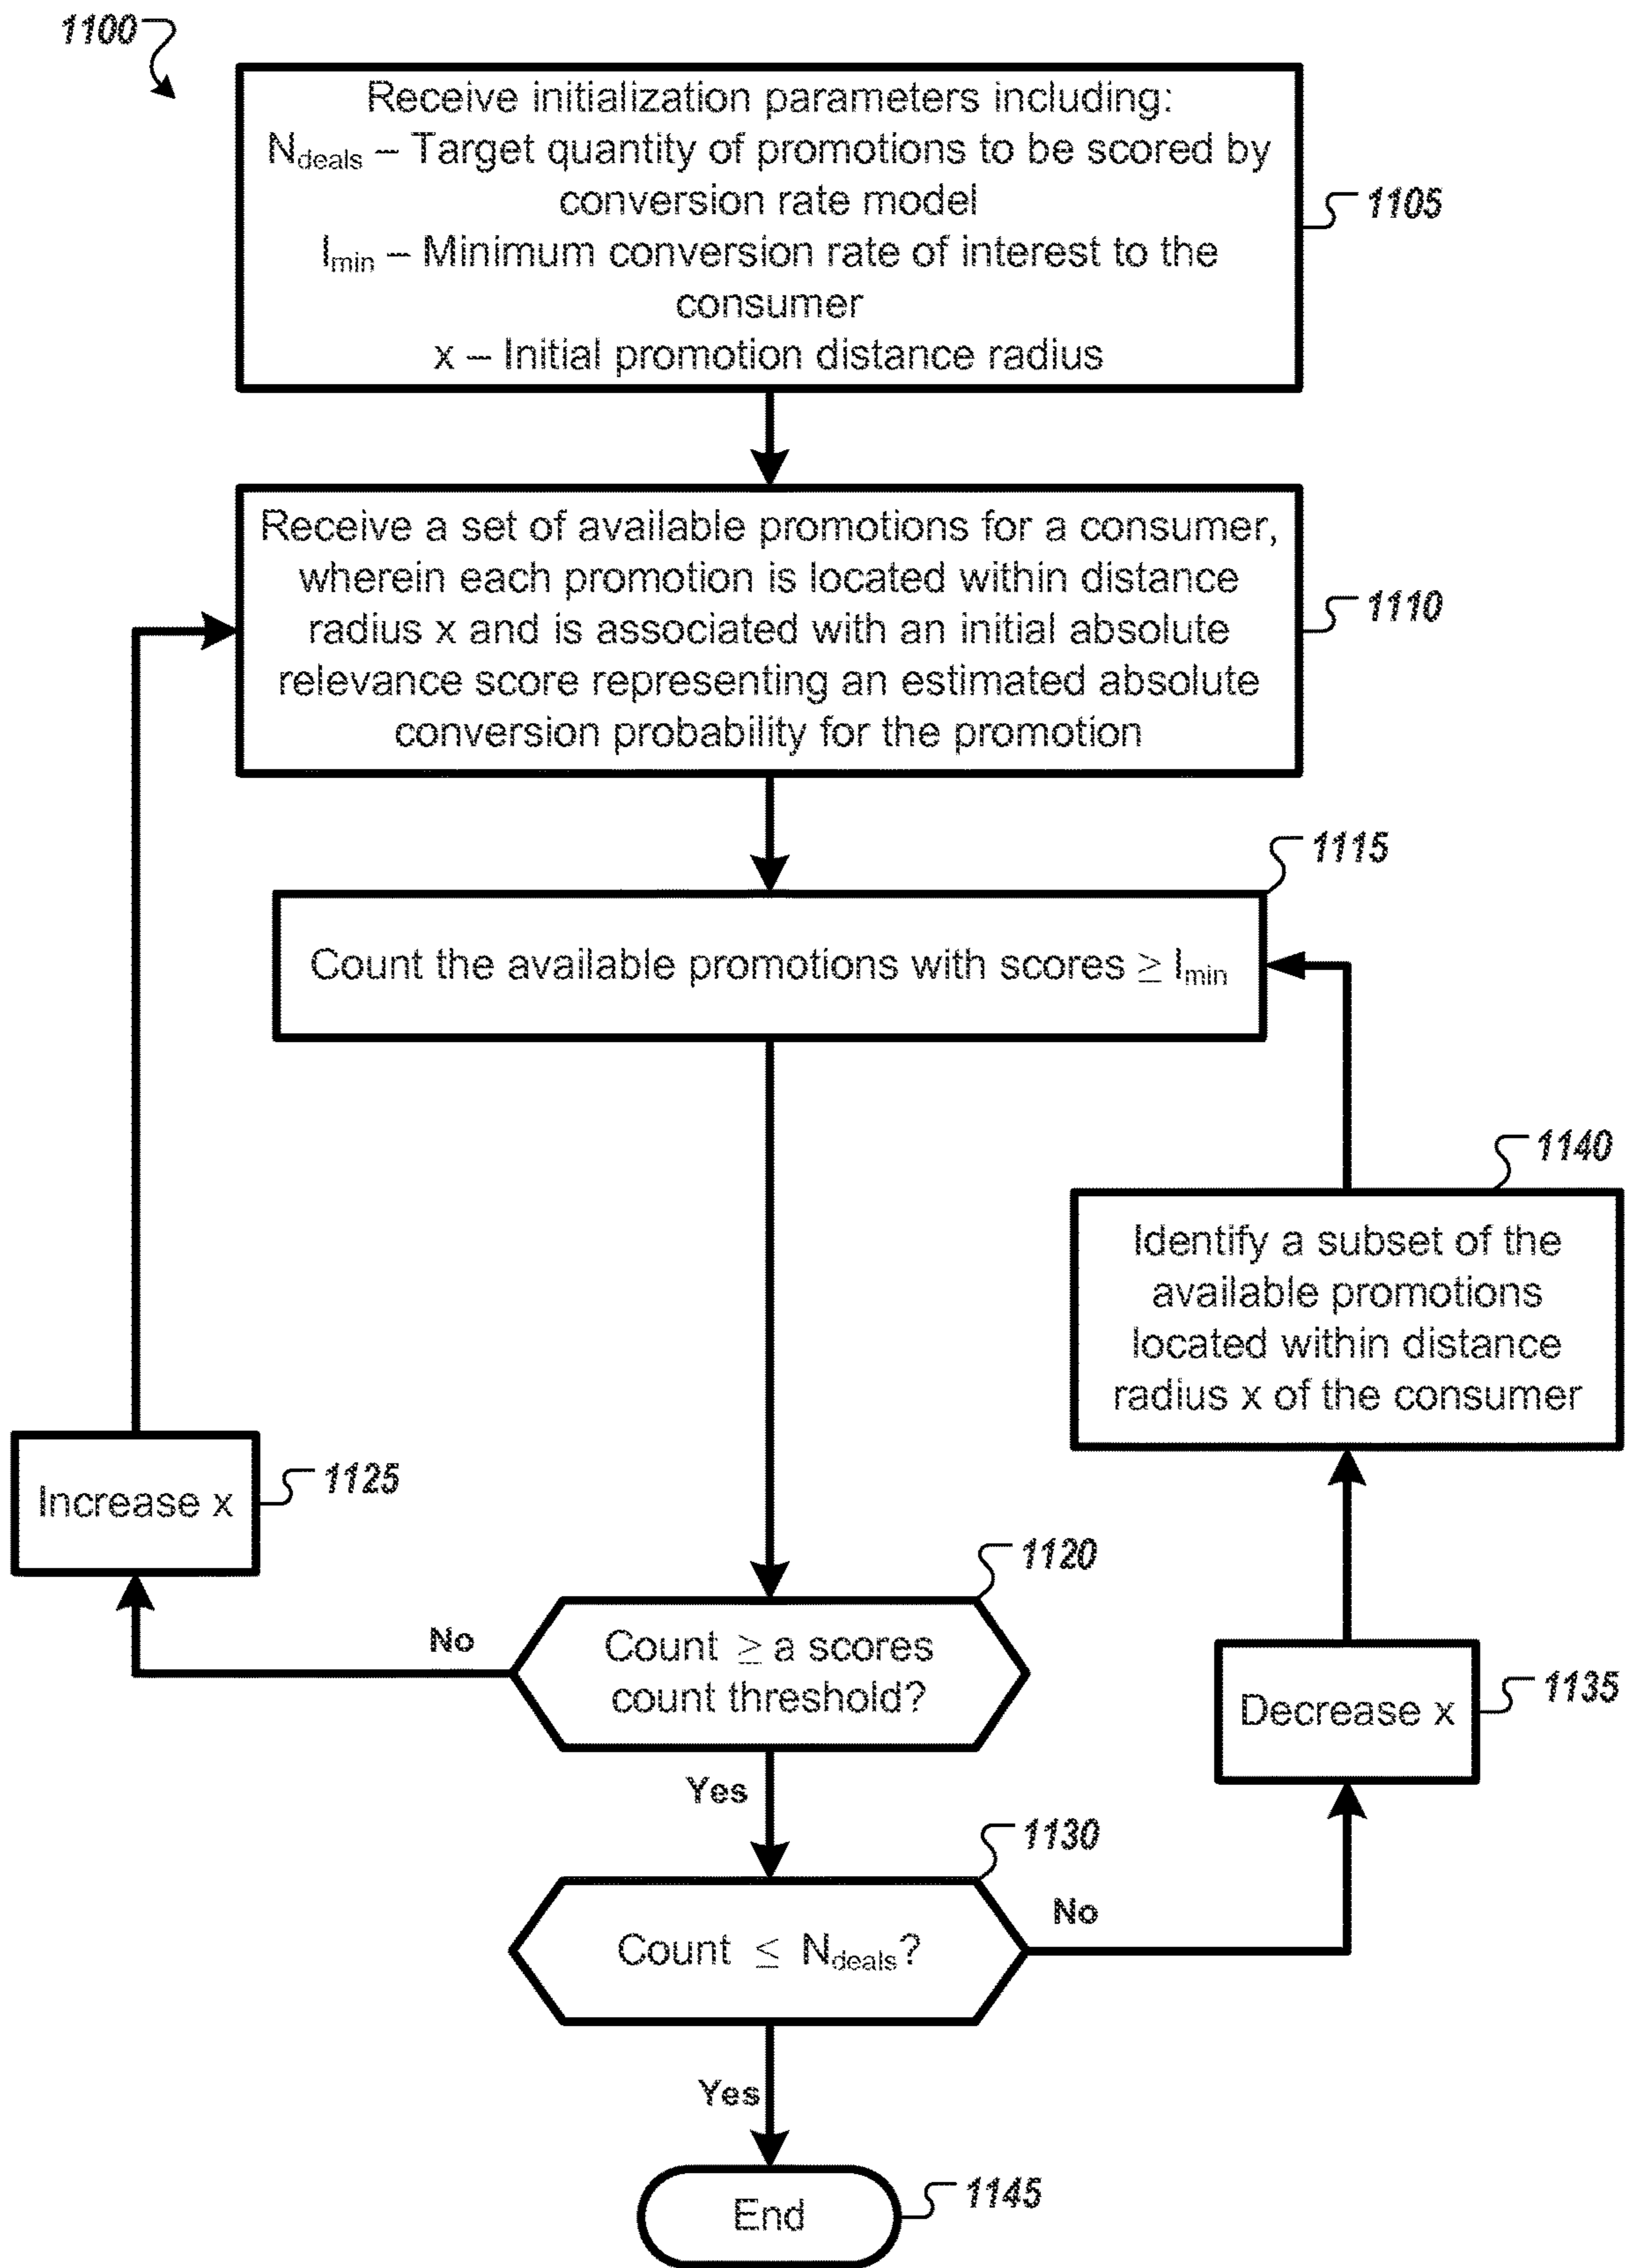 1100
Receive initialization parameters including:
N_deals – Target quantity of promotions to be scored by
conversion rate model
I_min – Minimum conversion rate of interest to the
consumer
x – Initial promotion distance radius
1105
Receive a set of available promotions for a consumer,
wherein each promotion is located within distance
radius x and is associated with an initial absolute
relevance score representing an estimated absolute
conversion probability for the promotion
1110
1115
Count the available promotions with scores ≥ I_min
1140
Identify a subset of the
available promotions
located within distance
radius x of the consumer
Increase x
1125
1120
Count ≥ a scores
count threshold?
No
Yes
Decrease x
1135
1130
Count ≤ N_deals?
No
Yes
End
1145